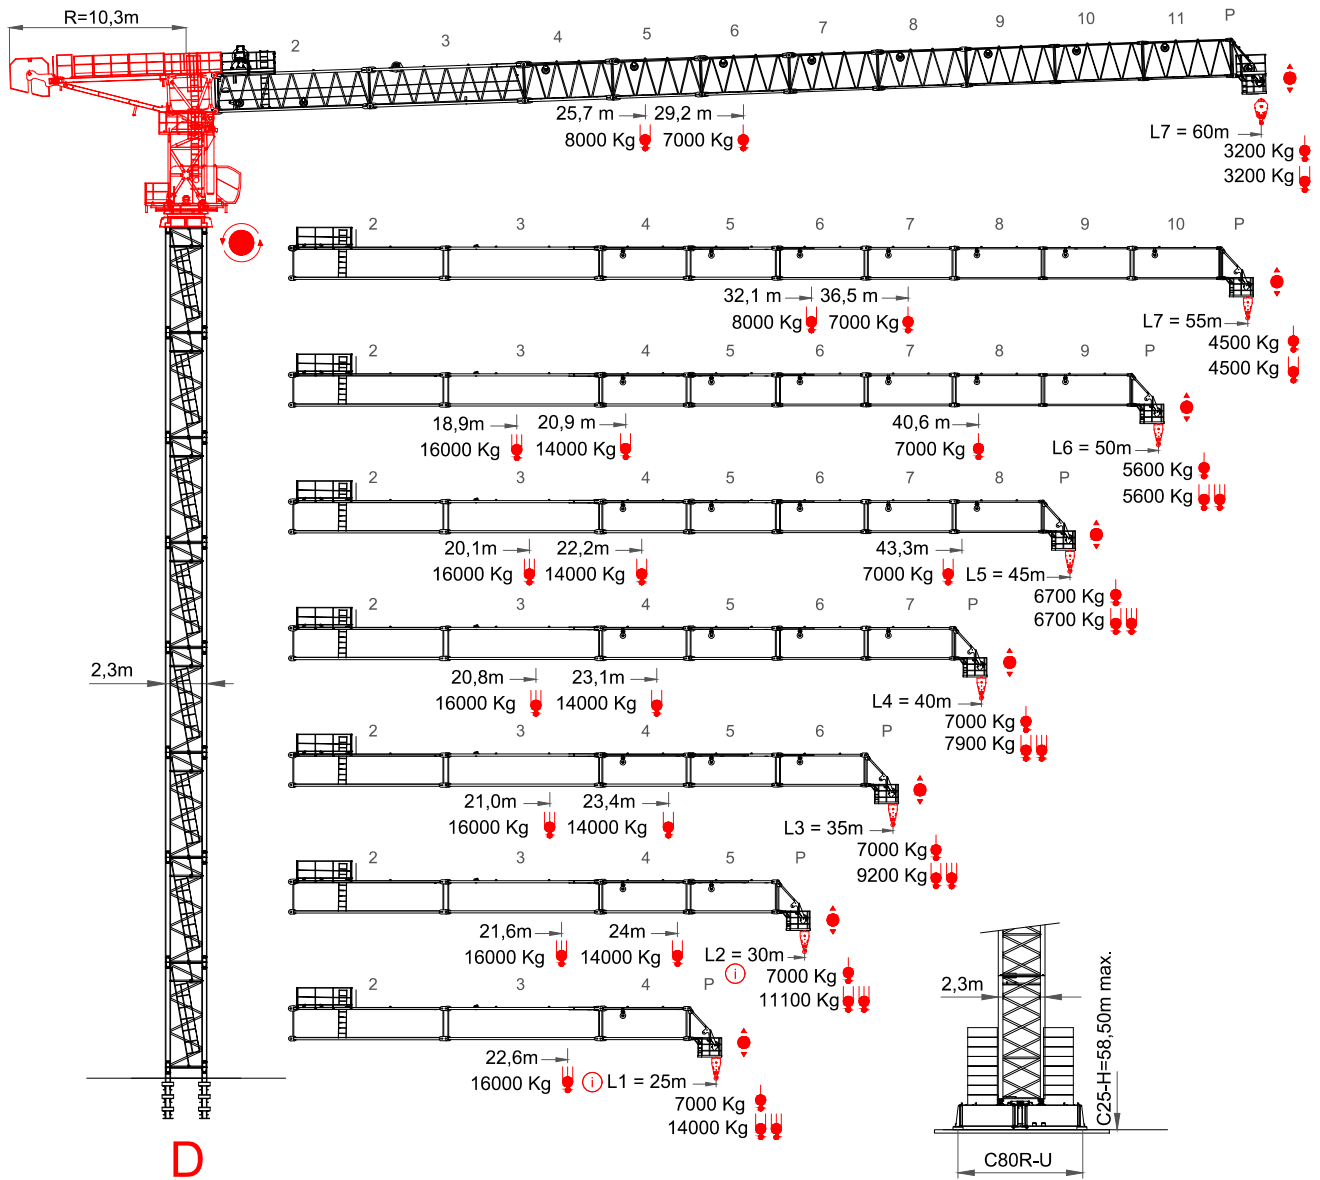 R=10,3m
2 3 4 5 6 7 8 9 10 11 P
25,7 m 29,2 m
8000 Kg 7000 Kg
L7 = 60m
3200 Kg
3200 Kg
2 3 4 5 6 7 8 9 10 P
32,1 m 36,5 m
8000 Kg 7000 Kg
L7 = 55m
4500 Kg
4500 Kg
2 3 4 5 6 7 8 9 P
18,9m 20,9 m 40,6 m
16000 Kg 14000 Kg 7000 Kg
L6 = 50m
5600 Kg
5600 Kg
2 3 4 5 6 7 8 P
20,1m 22,2m 43,3m
16000 Kg 14000 Kg 7000 Kg
L5 = 45m
6700 Kg
6700 Kg
2 3 4 5 6 7 P
2,3m
20,8m 23,1m
16000 Kg 14000 Kg
L4 = 40m
7000 Kg
7900 Kg
2 3 4 5 6 P
21,0m 23,4m
16000 Kg 14000 Kg
L3 = 35m
7000 Kg
9200 Kg
2 3 4 5 P
21,6m 24m
16000 Kg 14000 Kg
L2 = 30m
i 7000 Kg
11100 Kg
2 3 4 P
22,6m
16000 Kg i L1 = 25m
7000 Kg
14000 Kg
2,3m
C25-H=58,50m max.
C80R-U
D